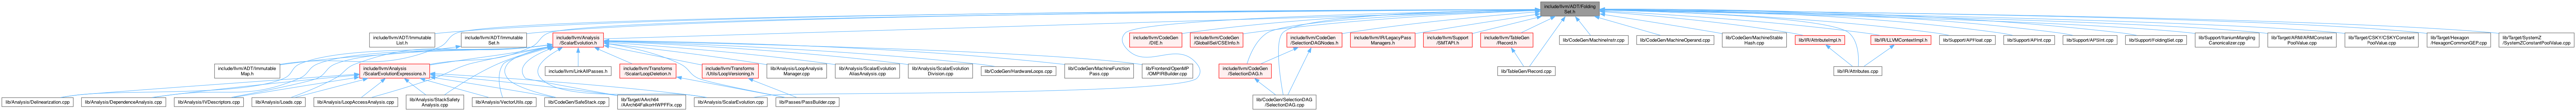 include/llvm/ADT/Folding
Set.h
include/llvm/ADT/Immutable
List.h
include/llvm/ADT/Immutable
Set.h
include/llvm/Analysis
/ScalarEvolution.h
include/llvm/CodeGen
/DIE.h
include/llvm/CodeGen
/GlobalISel/CSEInfo.h
include/llvm/CodeGen
/SelectionDAGNodes.h
include/llvm/IR/LegacyPass
Managers.h
include/llvm/Support
/SMTAPI.h
include/llvm/TableGen
/Record.h
lib/CodeGen/MachineInstr.cpp
lib/CodeGen/MachineOperand.cpp
lib/CodeGen/MachineStable
Hash.cpp
lib/IR/AttributeImpl.h
lib/IR/LLVMContextImpl.h
lib/Support/APFloat.cpp
lib/Support/APInt.cpp
lib/Support/APSInt.cpp
lib/Support/FoldingSet.cpp
lib/Support/ItaniumMangling
Canonicalizer.cpp
lib/Target/ARM/ARMConstant
PoolValue.cpp
lib/Target/CSKY/CSKYConstant
PoolValue.cpp
lib/Target/Hexagon
/HexagonCommonGEP.cpp
lib/Target/SystemZ
/SystemZConstantPoolValue.cpp
include/llvm/ADT/Immutable
Map.h
include/llvm/Analysis
/ScalarEvolutionExpressions.h
include/llvm/LinkAllPasses.h
include/llvm/Transforms
/Scalar/LoopDeletion.h
include/llvm/Transforms
/Utils/LoopVersioning.h
lib/Analysis/LoopAnalysis
Manager.cpp
lib/Analysis/ScalarEvolution
AliasAnalysis.cpp
lib/Analysis/ScalarEvolution
Division.cpp
lib/CodeGen/HardwareLoops.cpp
lib/CodeGen/MachineFunction
Pass.cpp
lib/Frontend/OpenMP
/OMPIRBuilder.cpp
include/llvm/CodeGen
/SelectionDAG.h
lib/TableGen/Record.cpp
lib/IR/Attributes.cpp
lib/Analysis/Delinearization.cpp
lib/Analysis/DependenceAnalysis.cpp
lib/Analysis/IVDescriptors.cpp
lib/Analysis/Loads.cpp
lib/Analysis/LoopAccessAnalysis.cpp
lib/Analysis/StackSafety
Analysis.cpp
lib/Analysis/VectorUtils.cpp
lib/CodeGen/SafeStack.cpp
lib/Target/AArch64
/AArch64FalkorHWPFFix.cpp
lib/Analysis/ScalarEvolution.cpp
lib/Passes/PassBuilder.cpp
lib/CodeGen/SelectionDAG
/SelectionDAG.cpp